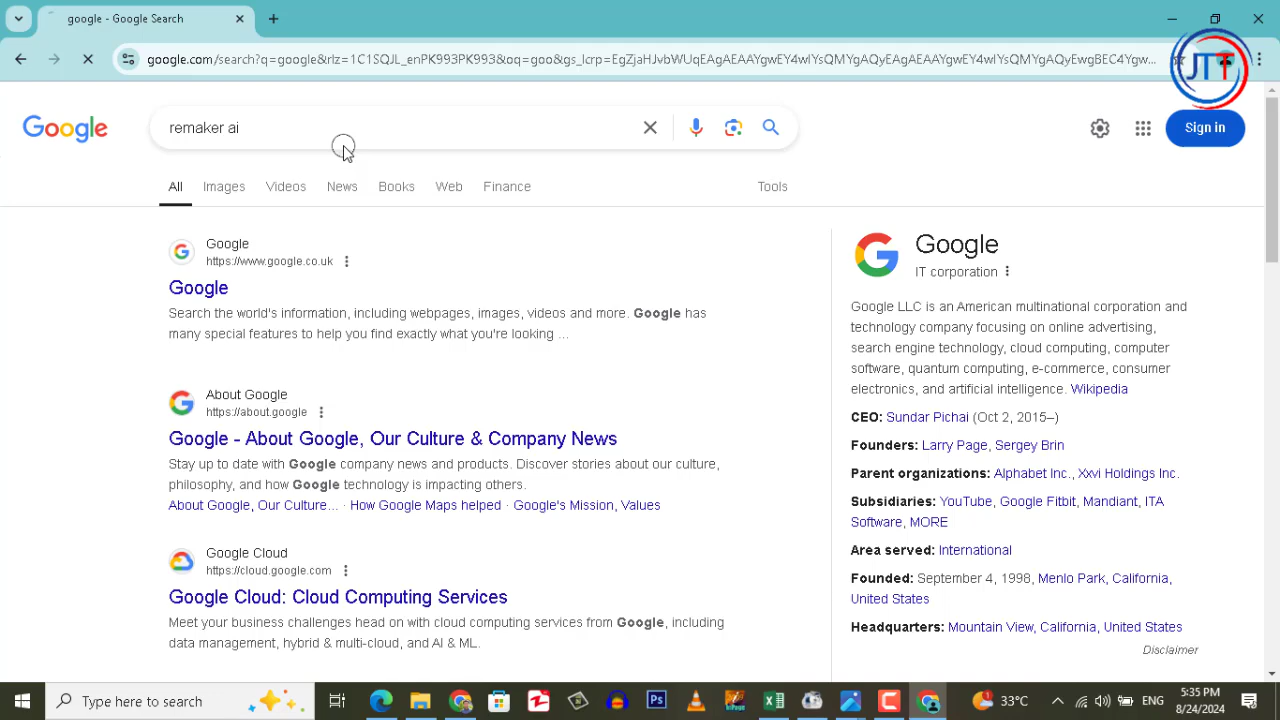 google - Google Search
google.com/search?q=google&rlz=1C1SQJL_enPK993PK993&oq=goo&gs_lcrp=EgZjaHJvbWUqEAgAEAAYgwEY4wIYsQMYgAQyEAgAEAAYgwEY4wIYsQMYgAQyEwgBEC4Ygw...
JTT
Google
remaker ai
Sign in
All Images Videos News Books Web Finance Tools
Google
https://www.google.co.uk
Google
Search the world's information, including webpages, images, videos and more. Google has
many special features to help you find exactly what you're looking ...
About Google
https://about.google
Google - About Google, Our Culture & Company News
Stay up to date with Google company news and products. Discover stories about our culture,
philosophy, and how Google technology is impacting others.
About Google, Our Culture... · How Google Maps helped · Google's Mission, Values
Google Cloud
https://cloud.google.com
Google Cloud: Cloud Computing Services
Meet your business challenges head on with cloud computing services from Google, including
data management, hybrid & multi-cloud, and AI & ML.
Google
IT corporation
Google LLC is an American multinational corporation and
technology company focusing on online advertising,
search engine technology, cloud computing, computer
software, quantum computing, e-commerce, consumer
electronics, and artificial intelligence. Wikipedia
CEO: Sundar Pichai (Oct 2, 2015–)
Founders: Larry Page, Sergey Brin
Parent organizations: Alphabet Inc., Xxvi Holdings Inc.
Subsidiaries: YouTube, Google Fitbit, Mandiant, ITA
Software, MORE
Area served: International
Founded: September 4, 1998, Menlo Park, California,
United States
Headquarters: Mountain View, California, United States
Disclaimer
Type here to search
33°C
ENG
5:35 PM
8/24/2024